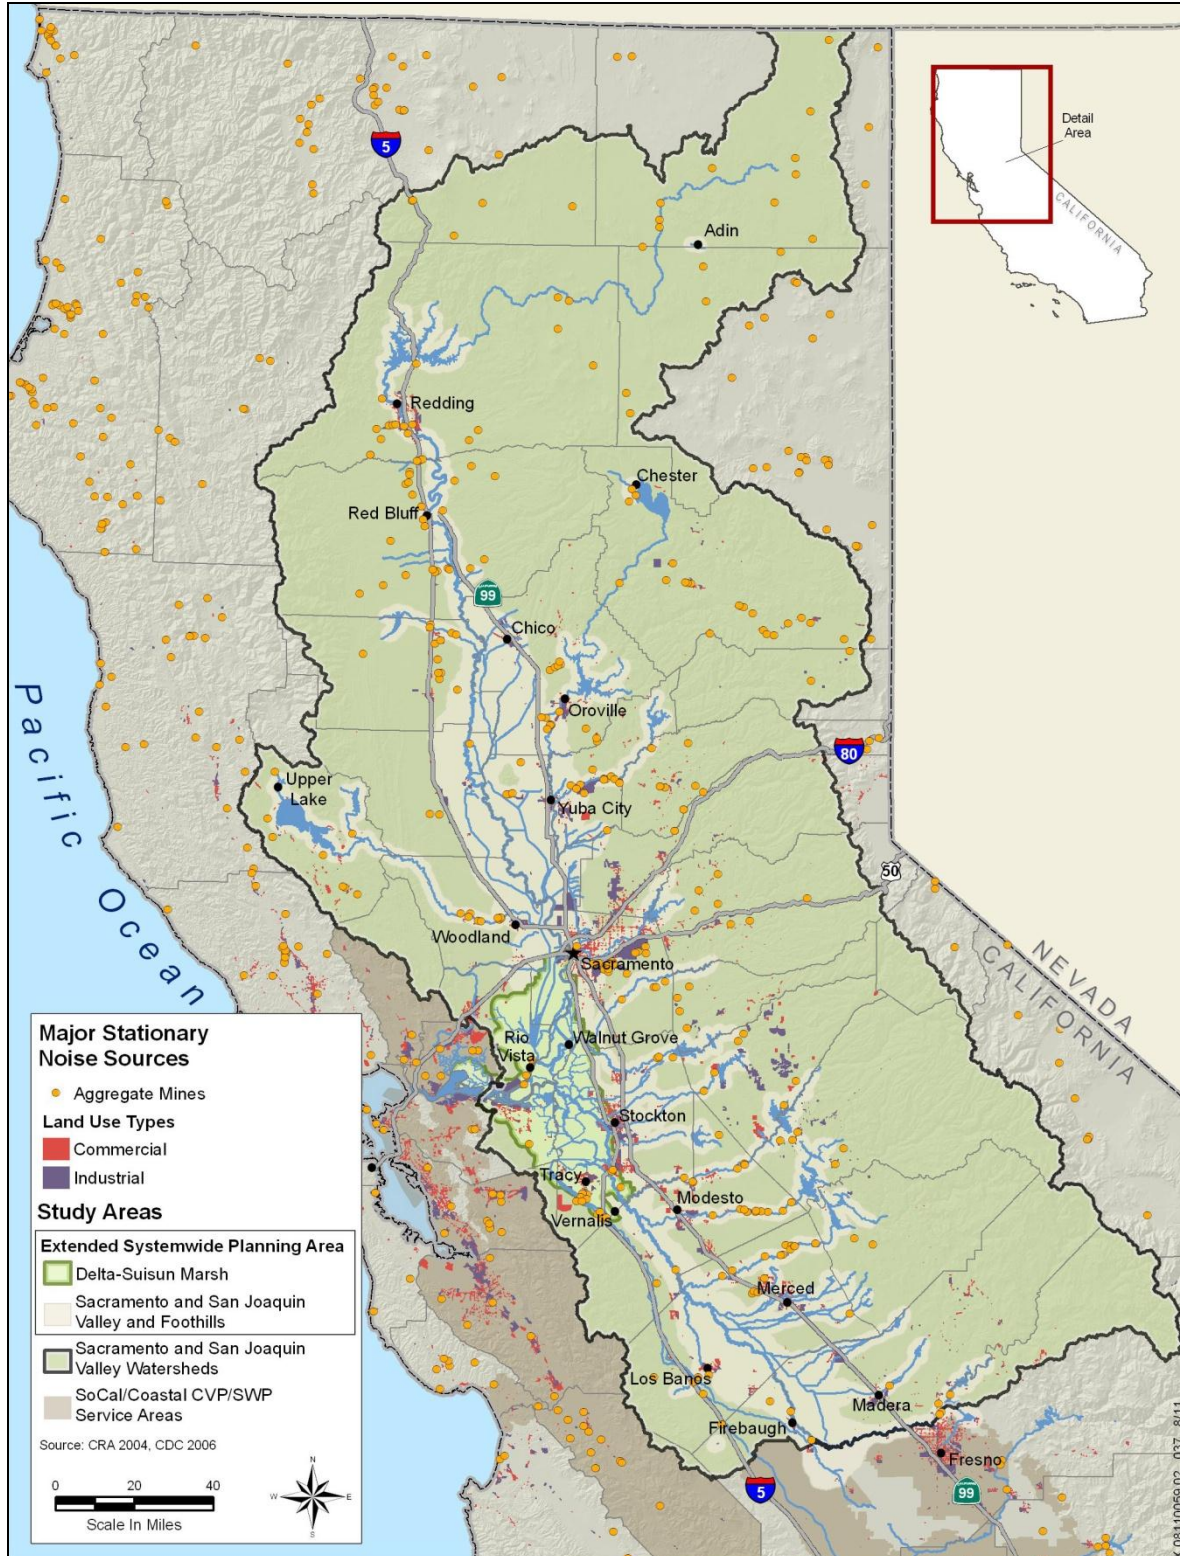 5
Detail
Area
CALIFORNIA
Adin
Redding
Chester
Red Bluff
99
Chico
Oroville
80
Upper
Lake
Yuba City
50
Woodland
Sacramento
NEVADA
CALIFORNIA
Pacific Ocean
Rio
Vista
Walnut Grove
Stockton
Tracy
Modesto
Vernalis
Merced
Los Banos
Madera
Firebaugh
Fresno
5
99
Major Stationary
Noise Sources
Aggregate Mines
Land Use Types
Commercial
Industrial
Study Areas
Extended Systemwide Planning Area
Delta-Suisun Marsh
Sacramento and San Joaquin
Valley and Foothills
Sacramento and San Joaquin
Valley Watersheds
SoCal/Coastal CVP/SWP
Service Areas
Source: CRA 2004, CDC 2006
0 20 40
Scale In Miles
N
W E
S